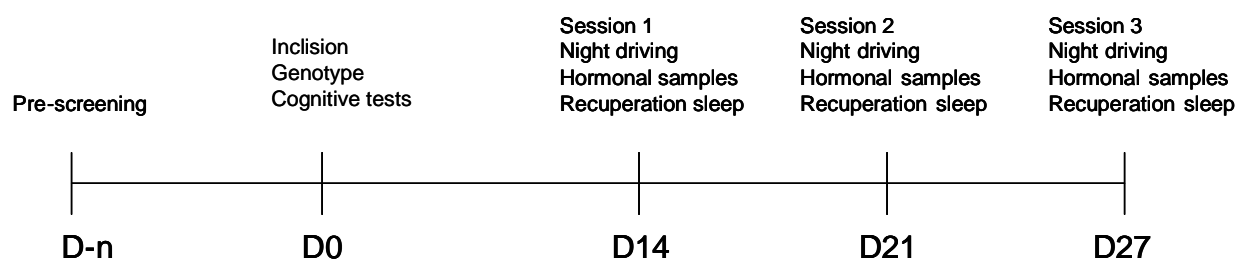 Pre-screening
Inclision
Genotype
Cognitive tests
Session 1
Night driving
Hormonal samples
Recuperation sleep
Session 2
Night driving
Hormonal samples
Recuperation sleep
Session 3
Night driving
Hormonal samples
Recuperation sleep
D-n
D0
D14
D21
D27